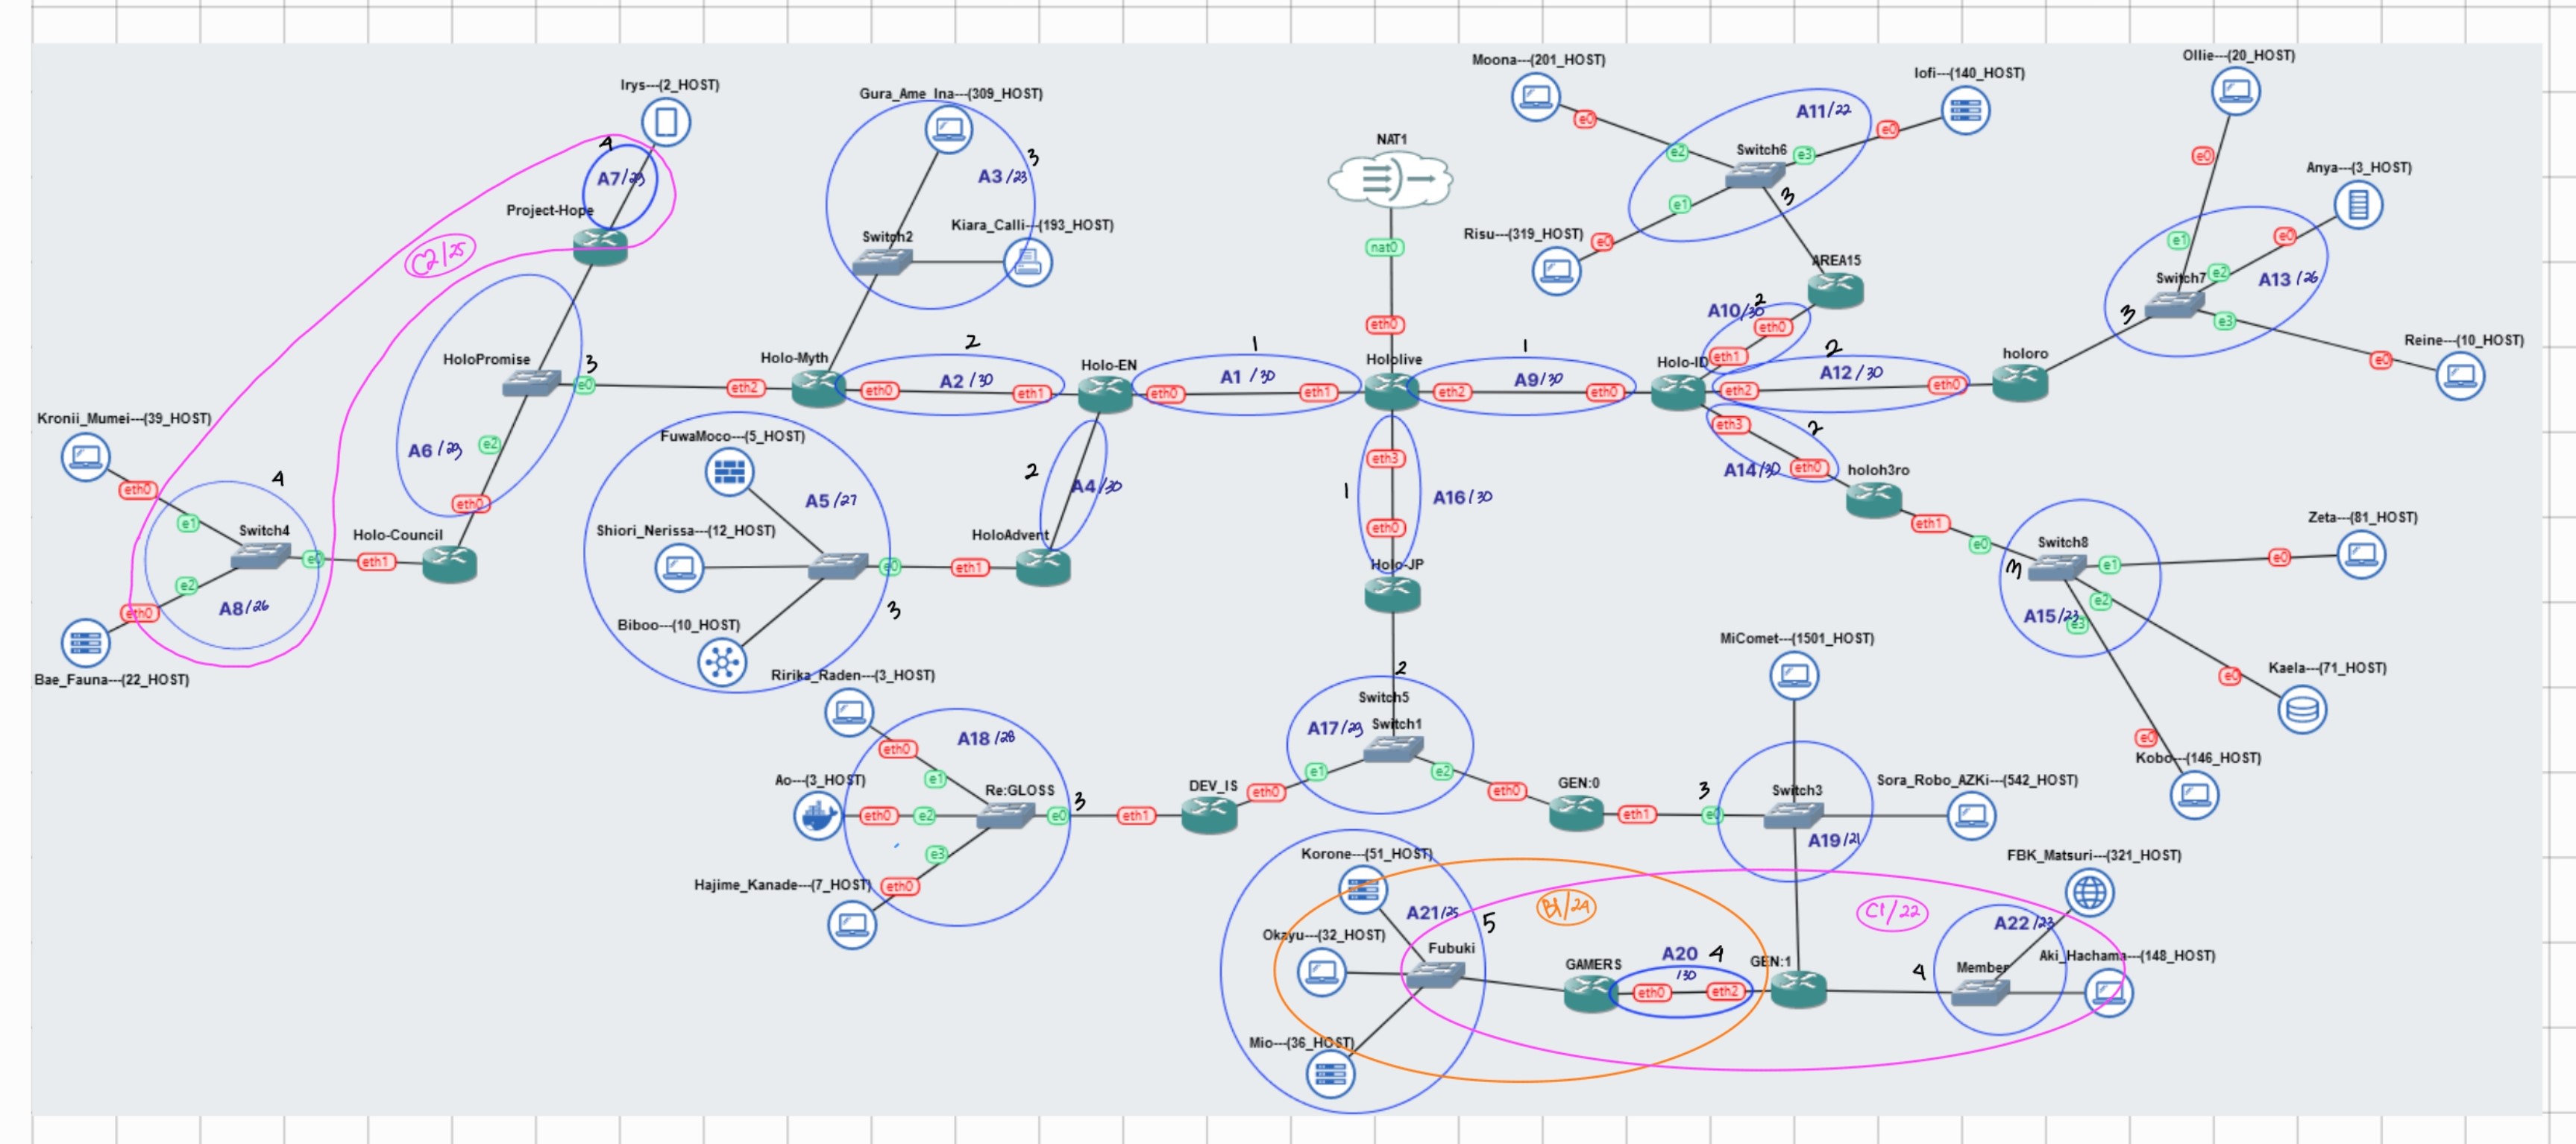 Ollie---(20_HOST)
Moona---(201_HOST)
Iofi---(140_HOST)
Irys---(2_HOST)
Gura_Ame_Ina---(309_HOST)
e0
A11/22
e0
e0
NAT1
4
Switch6
e2
e3
e0
Anya---(3_HOST)
A7/29
A3/23
3
3
e1
Project-Hope
Kiara_Calli---(193_HOST)
Risu---(319_HOST)
e0
e0
Switch2
nat0
e1
C2/25
AREA15
Switch7
e2
A13/26
A10/30
2
3
e3
eth0
eth0
Reine---(10_HOST)
HoloPromise
3
Holo-Myth
2
Holo-EN
1
Hololive
1
Holo-ID
eth1
2
holoro
e0
e0
eth2
eth0
A2/30
eth1
eth0
A1/30
eth1
eth2
A9/30
eth0
eth2
A12/30
eth0
Kronii_Mumei---(39_HOST)
eth3
2
FuwaMoco---(5_HOST)
A6/29
e2
eth3
A14/30
eth0
holoh3ro
4
2
A4/30
eth0
eth0
A5/27
1
A16/30
Zeta---(81_HOST)
e1
Switch4
Holo-Council
Shiori_Nerissa---(12_HOST)
HoloAdvent
eth0
eth1
e0
Switch8
e0
eth1
e0
eth1
Holo-JP
3
e1
e0
e2
eth0
A8/26
3
e2
A15/23
e3
Biboo---(10_HOST)
MiComet---(1501_HOST)
Kaela---(71_HOST)
e0
Bae_Fauna---(22_HOST)
Ririka_Raden---(3_HOST)
2
Switch5
A17/29
Switch1
A18/28
e0
eth0
Kobo---(146_HOST)
e1
e2
Ao---(3_HOST)
e1
Re:GLOSS
3
DEV_IS
eth0
eth0
GEN:0
3
Switch3
Sora_Robo_AZKi---(542_HOST)
eth0
e2
e0
eth1
eth1
e0
A19/21
e3
Korone---(51_HOST)
FBK_Matsuri---(321_HOST)
Hajime_Kanade---(7_HOST)
eth0
A21/25
5
B1/24
C1/22
A22/23
Okayu---(32_HOST)
Fubuki
GAMERS
A20
4
GEN:1
4
Member
Aki_Hachama---(148_HOST)
/30
eth0
eth2
Mio---(36_HOST)